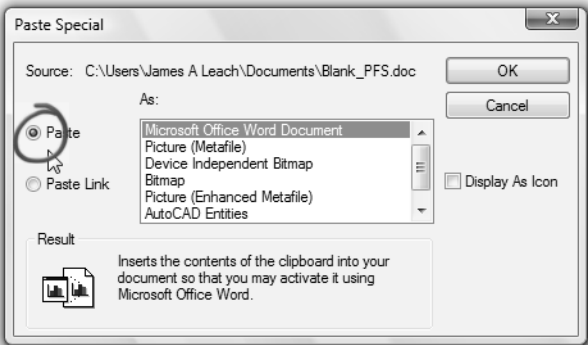 Paste Special
Source: C:\Users\James A Leach\Documents\Blank_PFS.doc
OK
Cancel
As:
Paste
Paste Link
Microsoft Office Word Document
Picture (Metafile)
Device Independent Bitmap
Bitmap
Picture (Enhanced Metafile)
AutoCAD Entities
Display As Icon
Result
Inserts the contents of the clipboard into your
document so that you may activate it using
Microsoft Office Word.